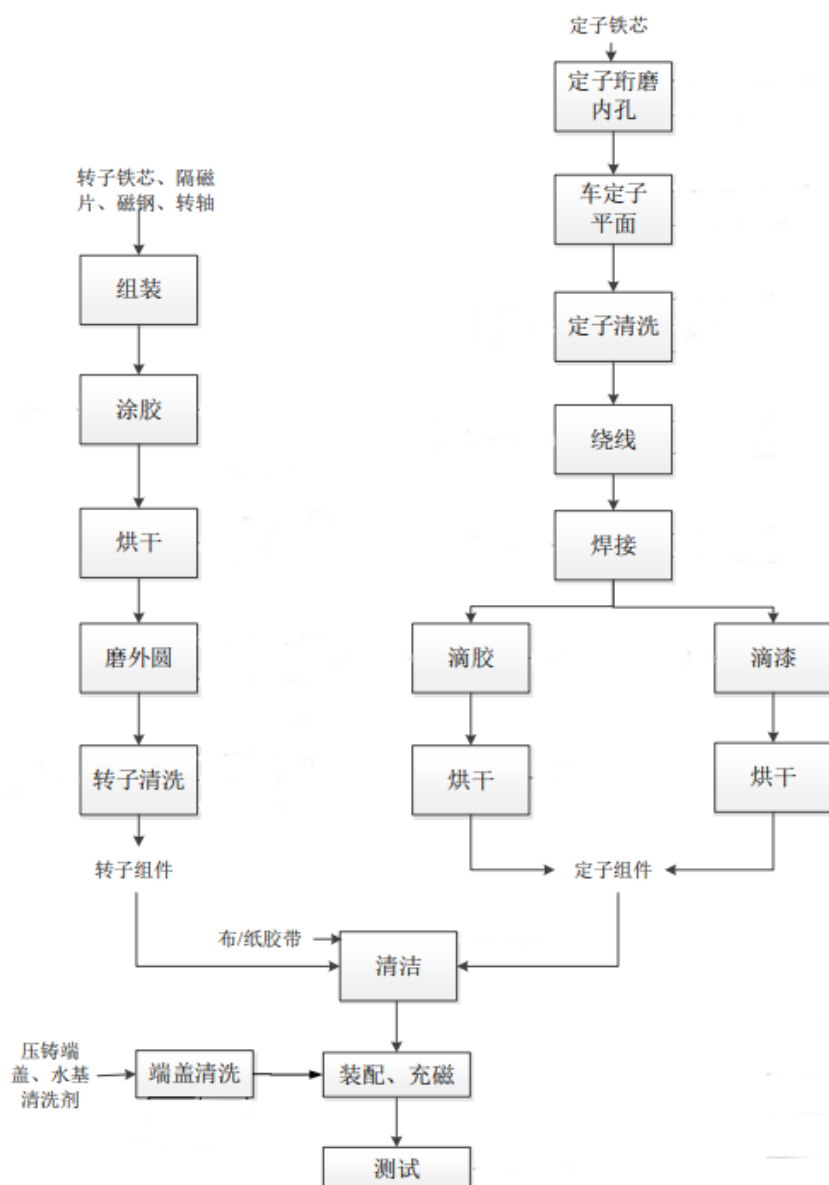 定子铁芯
定子珩磨
内孔
车定子
平面
定子清洗
绕线
焊接
滴胶
滴漆
烘干
烘干
定子组件
转子铁芯、隔磁
片、磁钢、转轴
组装
涂胶
烘干
磨外圆
转子清洗
转子组件
布/纸胶带
清洁
压铸端
盖、水基
清洗剂
端盖清洗
装配、充磁
测试